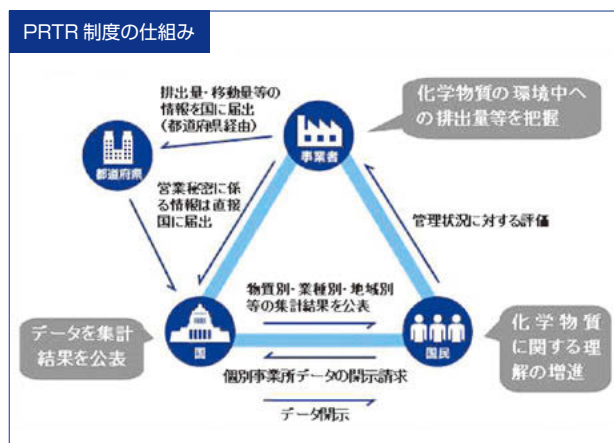 PRTR 制度の仕組み
排出量・移動量等の
情報を国に届出
（都道府県経由）
化学物質の環境中へ
の排出量等を把握
事業者
都道府県
営業秘密に係
る情報は直接
国に届出
管理状況に対する評価
物質別・業種別・地域別
等の集計結果を公表
データを集計
結果を公表
国
国民
化学物質
に関する理
解の増進
個別事業所データの開示請求
データ開示